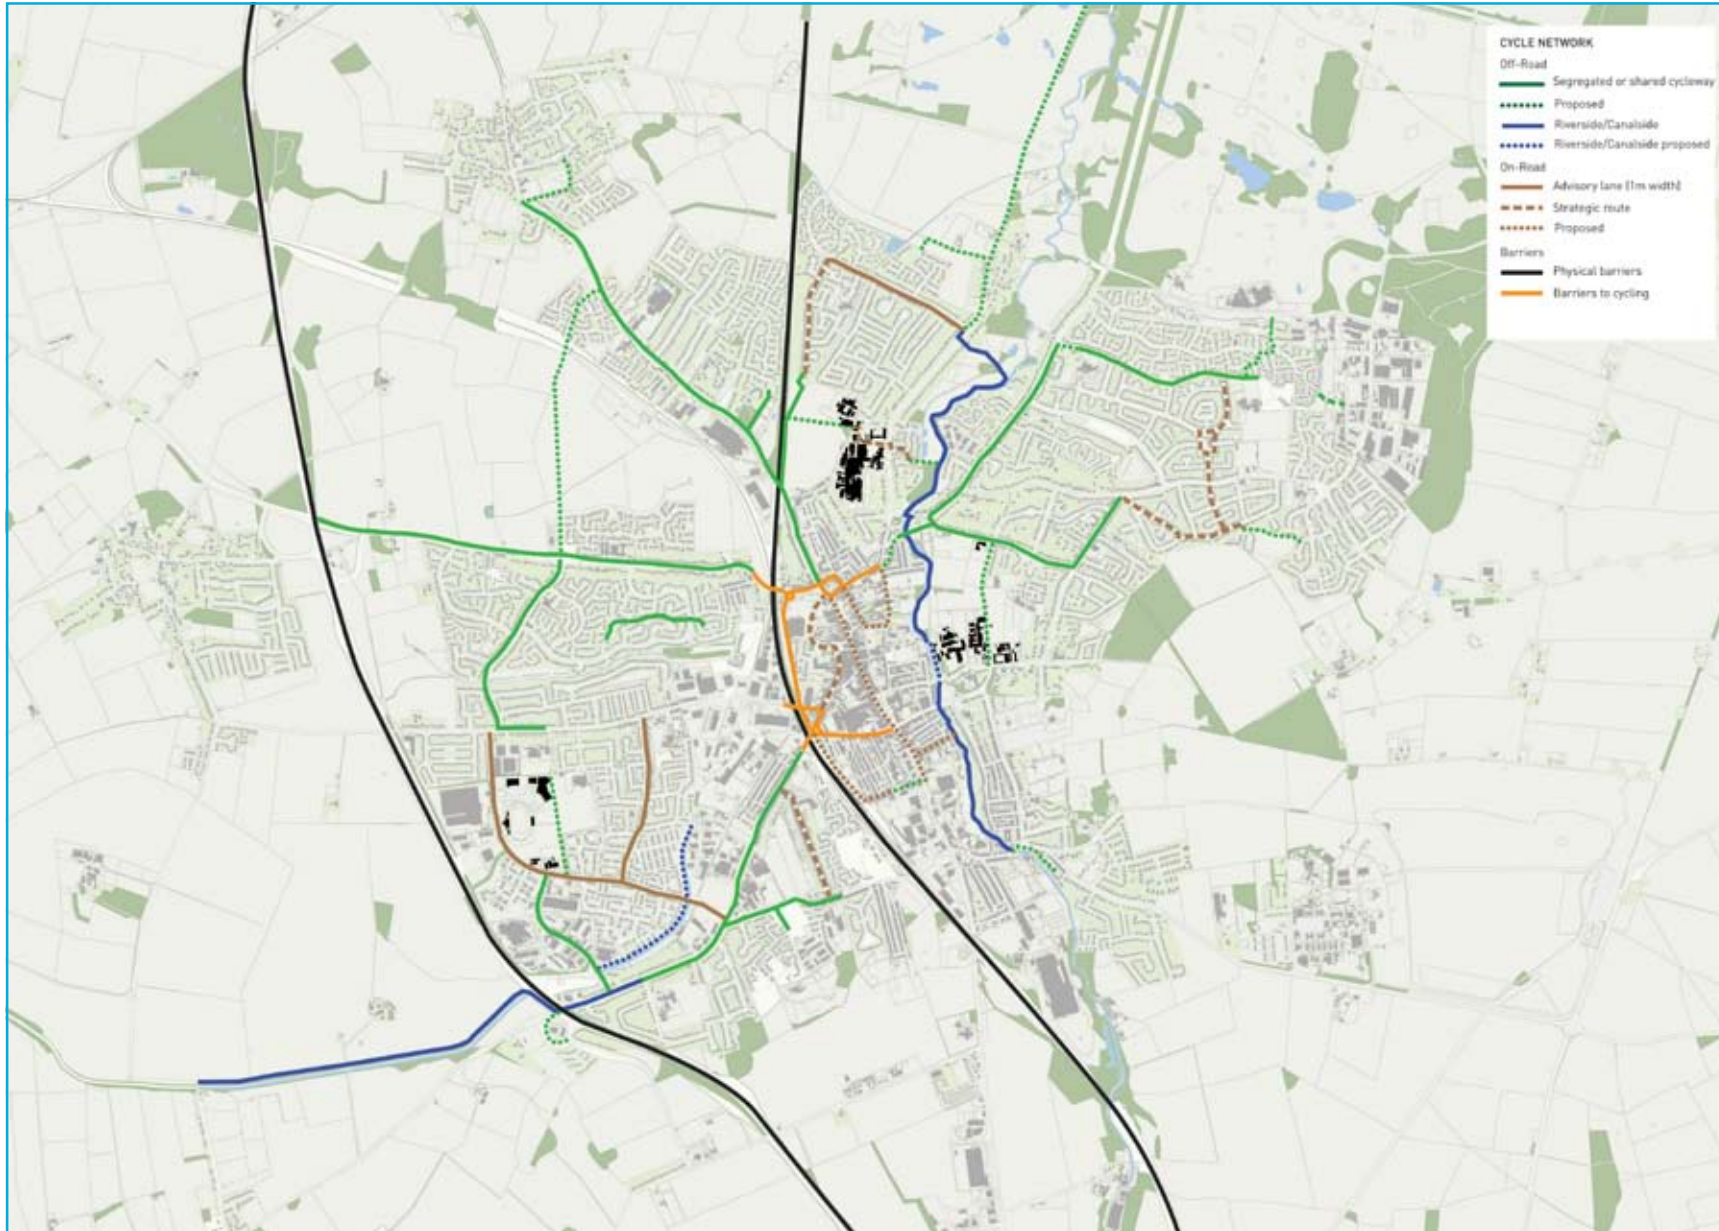 CYCLE NETWORK
Off-Road
Segregated or shared cycleway
Proposed
Riverside/Canalside
Riverside/Canalside proposed
On-Road
Advisory lane (1m width)
Strategic route
Proposed
Barriers
Physical barriers
Barriers to cycling